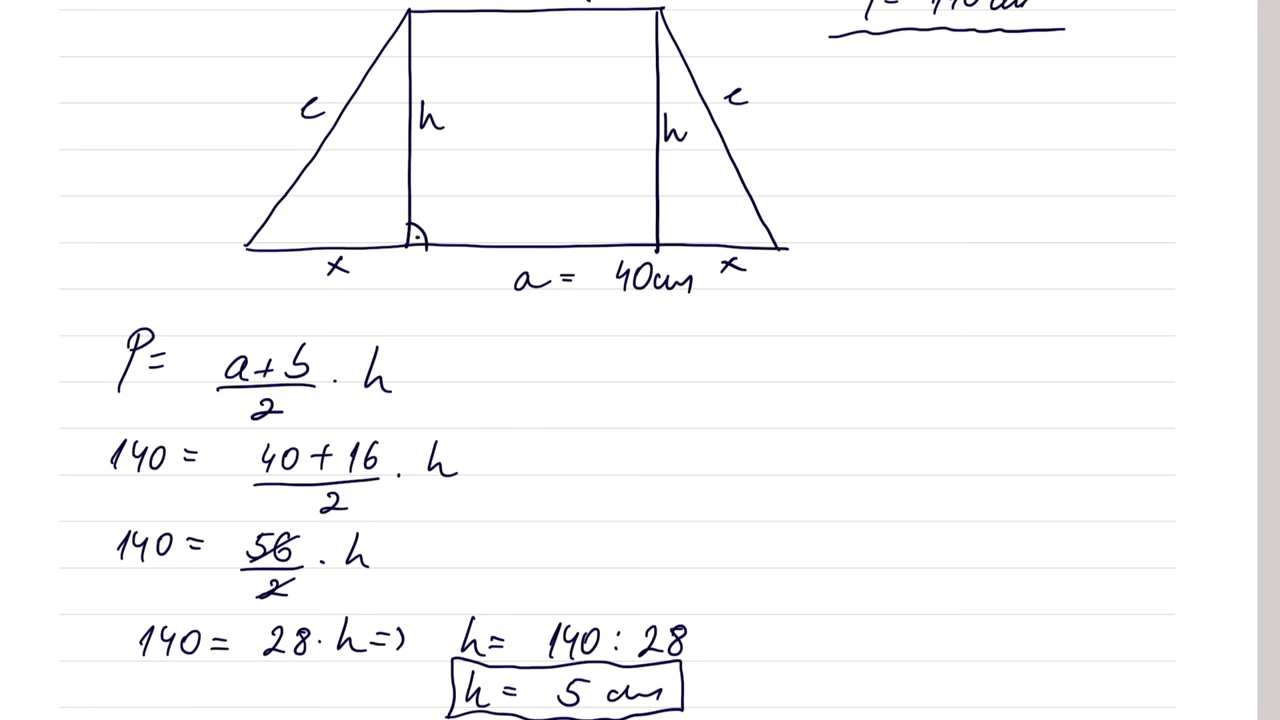 c h h c
x a = 40cm x
P = a+b/2 · h
140 = 40 + 16/2 · h
140 = 56/2 · h
140 = 28 · h => h = 140 : 28
h = 5 cm